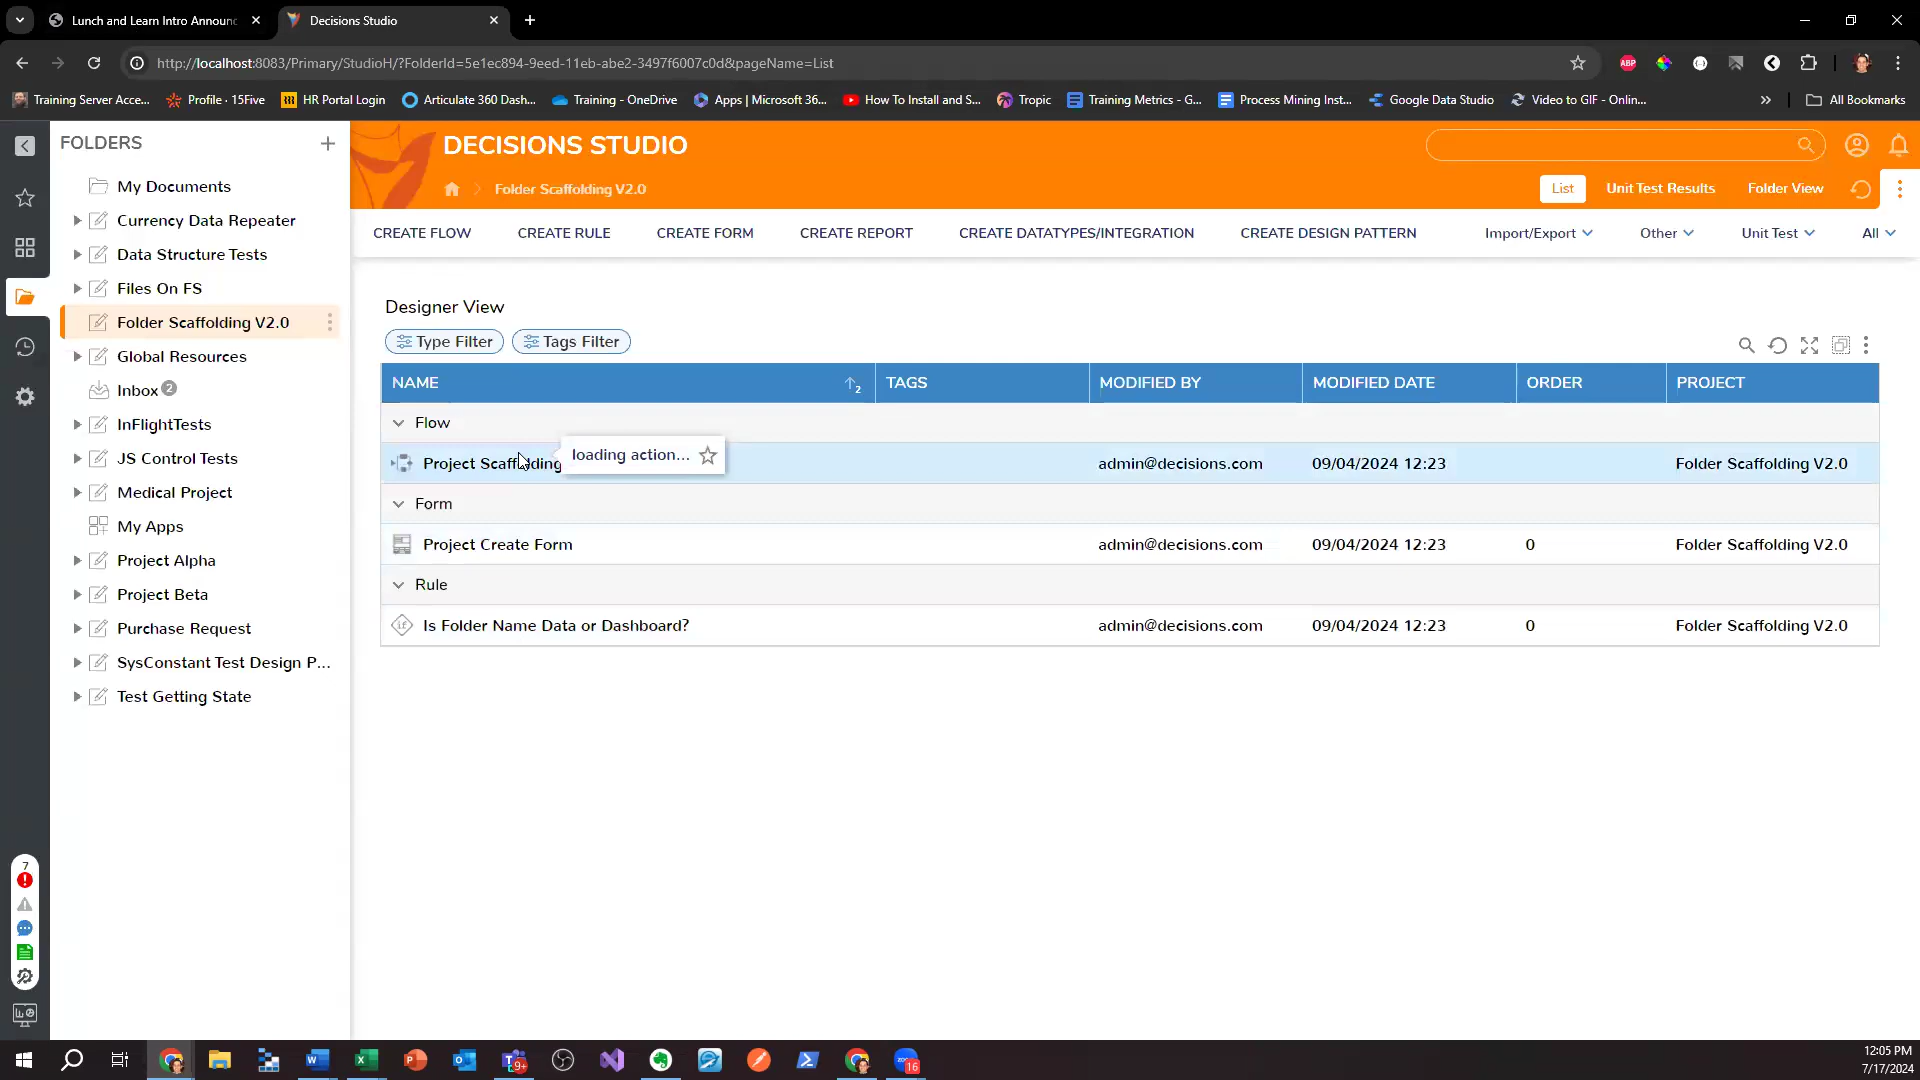 Lunch and Learn Intro Announ
Decisions Studio
http://localhost:8083/Primary/StudioH/?FolderId=5e1ec894-9eed-11eb-abe2-3497f6007c0d&pageName=List
ABP
Training Server Acce...
Profile · 15Five
HR Portal Login
Articulate 360 Dash...
Training - OneDrive
Apps | Microsoft 36...
How To Install and S...
Tropic
Training Metrics - G...
Process Mining Inst...
Google Data Studio
Video to GIF - Onlin...
All Bookmarks
FOLDERS
My Documents
Currency Data Repeater
Data Structure Tests
Files On FS
Folder Scaffolding V2.0
Global Resources
Inbox 2
InFlightTests
JS Control Tests
Medical Project
My Apps
Project Alpha
Project Beta
Purchase Request
SysConstant Test Design P...
Test Getting State
7
DECISIONS STUDIO
Folder Scaffolding V2.0
List
Unit Test Results
Folder View
CREATE FLOW
CREATE RULE
CREATE FORM
CREATE REPORT
CREATE DATATYPES/INTEGRATION
CREATE DESIGN PATTERN
Import/Export
Other
Unit Test
All
Designer View
Type Filter
Tags Filter
NAME 2 TAGS MODIFIED BY MODIFIED DATE ORDER PROJECT
Flow
Project Scaffolding loading action... admin@decisions.com 09/04/2024 12:23 Folder Scaffolding V2.0
Form
Project Create Form admin@decisions.com 09/04/2024 12:23 0 Folder Scaffolding V2.0
Rule
Is Folder Name Data or Dashboard? admin@decisions.com 09/04/2024 12:23 0 Folder Scaffolding V2.0
9+
16
12:05 PM
7/17/2024